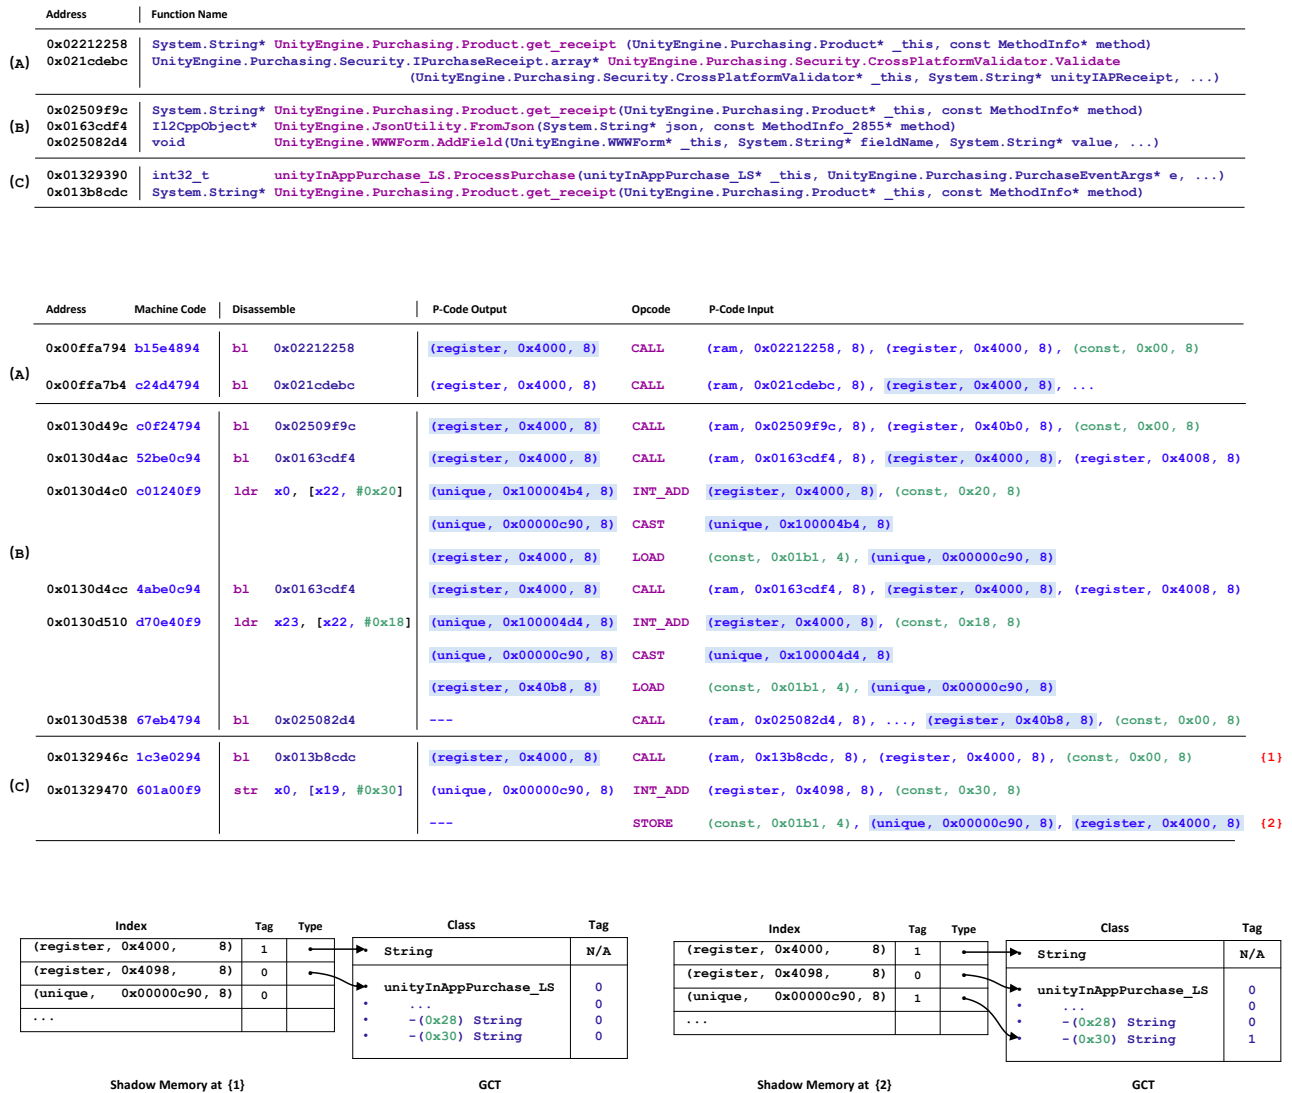 Address Function Name
(A) 0x02212258 System.String* UnityEngine.Purchasing.Product.get_receipt (UnityEngine.Purchasing.Product* _this, const MethodInfo* method)
0x021cdebc UnityEngine.Purchasing.Security.IPurchaseReceipt.array* UnityEngine.Purchasing.Security.CrossPlatformValidator.Validate
(UnityEngine.Purchasing.Security.CrossPlatformValidator* _this, System.String* unityIAPReceipt, ...)
(B) 0x02509f9c System.String* UnityEngine.Purchasing.Product.get_receipt(UnityEngine.Purchasing.Product* _this, const MethodInfo* method)
0x0163cdf4 Il2CppObject* UnityEngine.JsonUtility.FromJson(System.String* json, const MethodInfo_2855* method)
0x025082d4 void UnityEngine.WWWForm.AddField(UnityEngine.WWWForm* _this, System.String* fieldName, System.String* value, ...)
(C) 0x01329390 int32_t unityInAppPurchase_LS.ProcessPurchase(unityInAppPurchase_LS* _this, UnityEngine.Purchasing.PurchaseEventArgs* e, ...)
0x013b8cdc System.String* UnityEngine.Purchasing.Product.get_receipt(UnityEngine.Purchasing.Product* _this, const MethodInfo* method)
Address Machine Code Disassemble P-Code Output Opcode P-Code Input
(A) 0x00ffa794 b15e4894 bl 0x02212258 (register, 0x4000, 8) CALL (ram, 0x02212258, 8), (register, 0x4000, 8), (const, 0x00, 8)
0x00ffa7b4 c24d4794 bl 0x021cdebc (register, 0x4000, 8) CALL (ram, 0x021cdebc, 8), (register, 0x4000, 8), ...
(B) 0x0130d49c c0f24794 bl 0x02509f9c (register, 0x4000, 8) CALL (ram, 0x02509f9c, 8), (register, 0x40b0, 8), (const, 0x00, 8)
0x0130d4ac 52be0c94 bl 0x0163cdf4 (register, 0x4000, 8) CALL (ram, 0x0163cdf4, 8), (register, 0x4000, 8), (register, 0x4008, 8)
0x0130d4c0 c01240f9 ldr x0, [x22, #0x20] (unique, 0x100004b4, 8) INT_ADD (register, 0x4000, 8), (const, 0x20, 8)
(unique, 0x00000c90, 8) CAST (unique, 0x100004b4, 8)
(register, 0x4000, 8) LOAD (const, 0x01b1, 4), (unique, 0x00000c90, 8)
0x0130d4cc 4abe0c94 bl 0x0163cdf4 (register, 0x4000, 8) CALL (ram, 0x0163cdf4, 8), (register, 0x4000, 8), (register, 0x4008, 8)
0x0130d510 d70e40f9 ldr x23, [x22, #0x18] (unique, 0x100004d4, 8) INT_ADD (register, 0x4000, 8), (const, 0x18, 8)
(unique, 0x00000c90, 8) CAST (unique, 0x100004d4, 8)
(register, 0x40b8, 8) LOAD (const, 0x01b1, 4), (unique, 0x00000c90, 8)
0x0130d538 67eb4794 bl 0x025082d4 --- CALL (ram, 0x025082d4, 8), ..., (register, 0x40b8, 8), (const, 0x00, 8)
(C) 0x0132946c 1c3e0294 bl 0x013b8cdc (register, 0x4000, 8) CALL (ram, 0x13b8cdc, 8), (register, 0x4000, 8), (const, 0x00, 8) {1}
0x01329470 601a00f9 str x0, [x19, #0x30] (unique, 0x00000c90, 8) INT_ADD (register, 0x4098, 8), (const, 0x30, 8)
--- STORE (const, 0x01b1, 4), (unique, 0x00000c90, 8), (register, 0x4000, 8) {2}
Index Tag Type Class Tag
(register, 0x4000, 8) 1 String N/A
(register, 0x4098, 8) 0 unityInAppPurchase_LS 0
(unique, 0x00000c90, 8) 0 ... 0
... -(0x28) String 0
-(0x30) String 0
Shadow Memory at {1} GCT
Index Tag Type Class Tag
(register, 0x4000, 8) 1 String N/A
(register, 0x4098, 8) 0 unityInAppPurchase_LS 0
(unique, 0x00000c90, 8) 1 ... 0
... -(0x28) String 0
-(0x30) String 1
Shadow Memory at {2} GCT